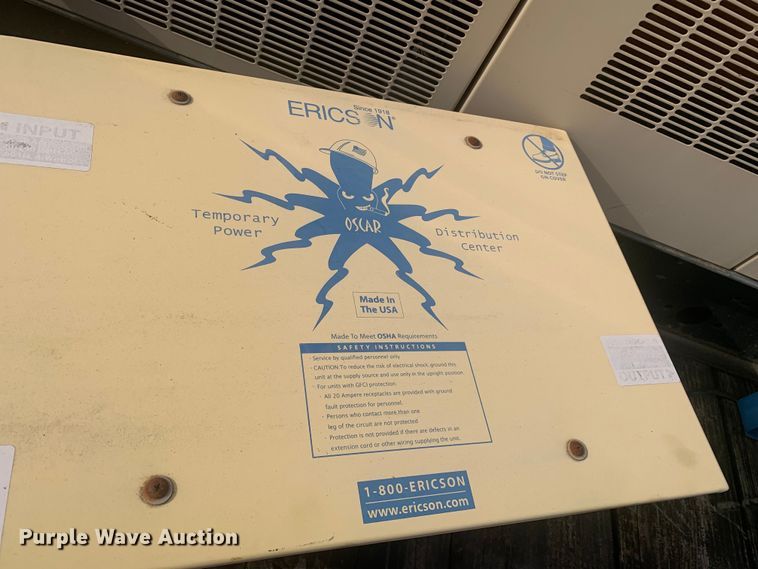 Since 1918
ERICSON®
INPUT
DO NOT STEP
ON COVER
Temporary
Power
OSCAR
Distribution
Center
Made In
The USA
Made To Meet OSHA Requirements
SAFETY INSTRUCTIONS
· Service by qualified personnel only
· CAUTION: To reduce the risk of electrical shock, ground this
unit at the supply source and use only in the upright position.
· For units with GFCI protection:
· All 20 Ampere receptacles are provided with ground
fault protection for personnel.
· Persons who contact more than one
leg of the circuit are not protected.
· Protection is not provided if there are defects in an
extension cord or other wiring supplying the unit.
OUTPUT
1-800-ERICSON
www.ericson.com
Purple Wave Auction